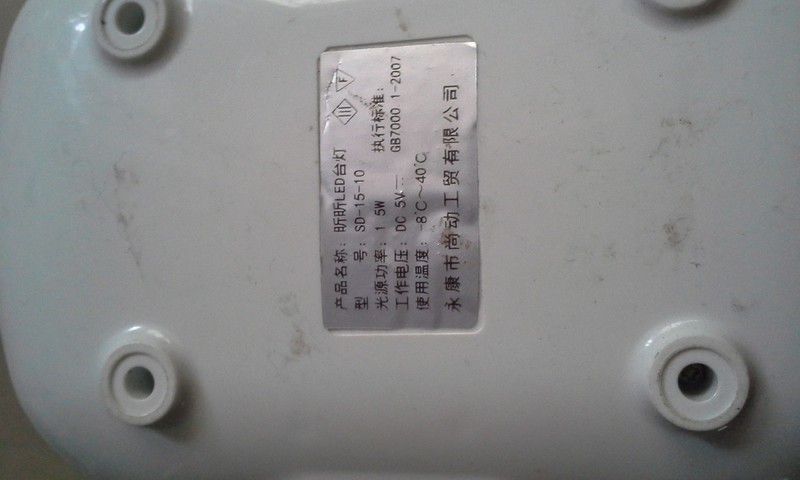 产品名称: 昕昕LED台灯
型 号: SD-15-10
光源功率: 1 5W 执行标准:
工作电压: DC 5V GB7000 1-2007
使用温度: -8℃～40℃
永康市尚动工贸有限公司
F